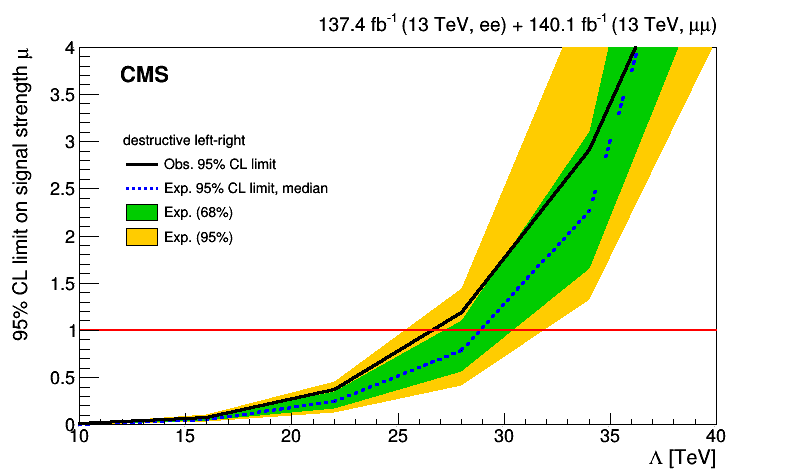 137.4 fb⁻¹ (13 TeV, ee) + 140.1 fb⁻¹ (13 TeV, μμ)
95% CL limit on signal strength μ
4
3.5
3
2.5
2
1.5
1
0.5
0
CMS
destructive left-right
Obs. 95% CL limit
Exp. 95% CL limit, median
Exp. (68%)
Exp. (95%)
10 15 20 25 30 35 40
Λ [TeV]